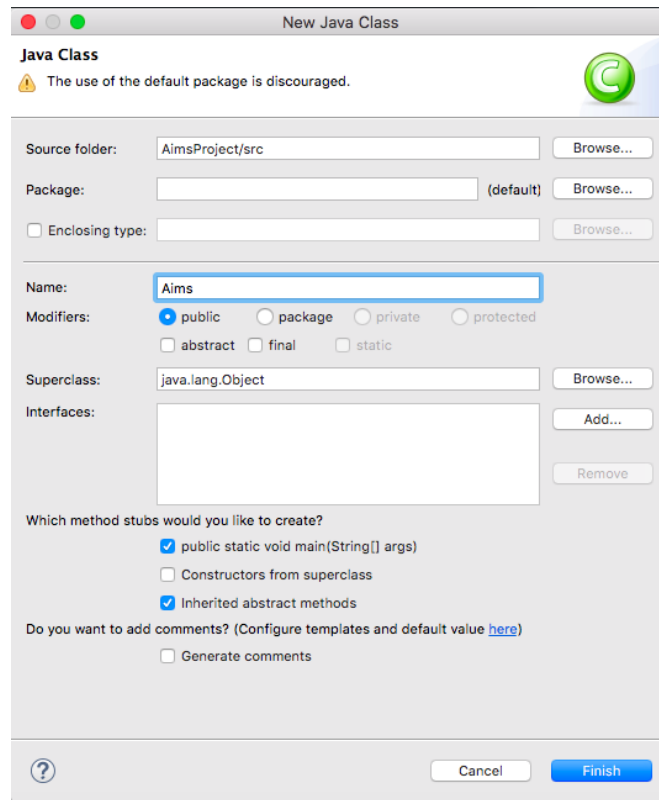 New Java Class
Java Class
The use of the default package is discouraged.
C
Source folder: AimsProject/src Browse...
Package: (default) Browse...
Enclosing type: Browse...
Name: Aims
Modifiers: public package private protected
abstract final static
Superclass: java.lang.Object Browse...
Interfaces: Add...
Remove
Which method stubs would you like to create?
public static void main(String[] args)
Constructors from superclass
Inherited abstract methods
Do you want to add comments? (Configure templates and default value here)
Generate comments
? Cancel Finish